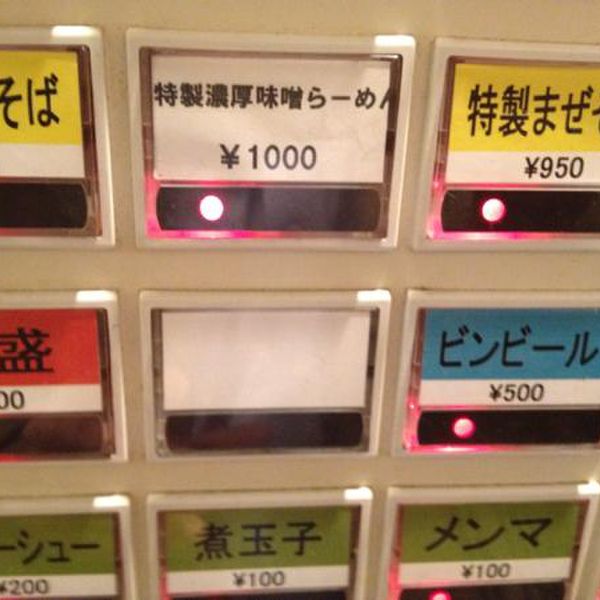 そば
特製濃厚味噌らーめん
¥1000
特製まぜそ
¥950
盛
00
ビンビール
¥500
ーシュー
¥200
煮玉子
¥100
メンマ
¥100